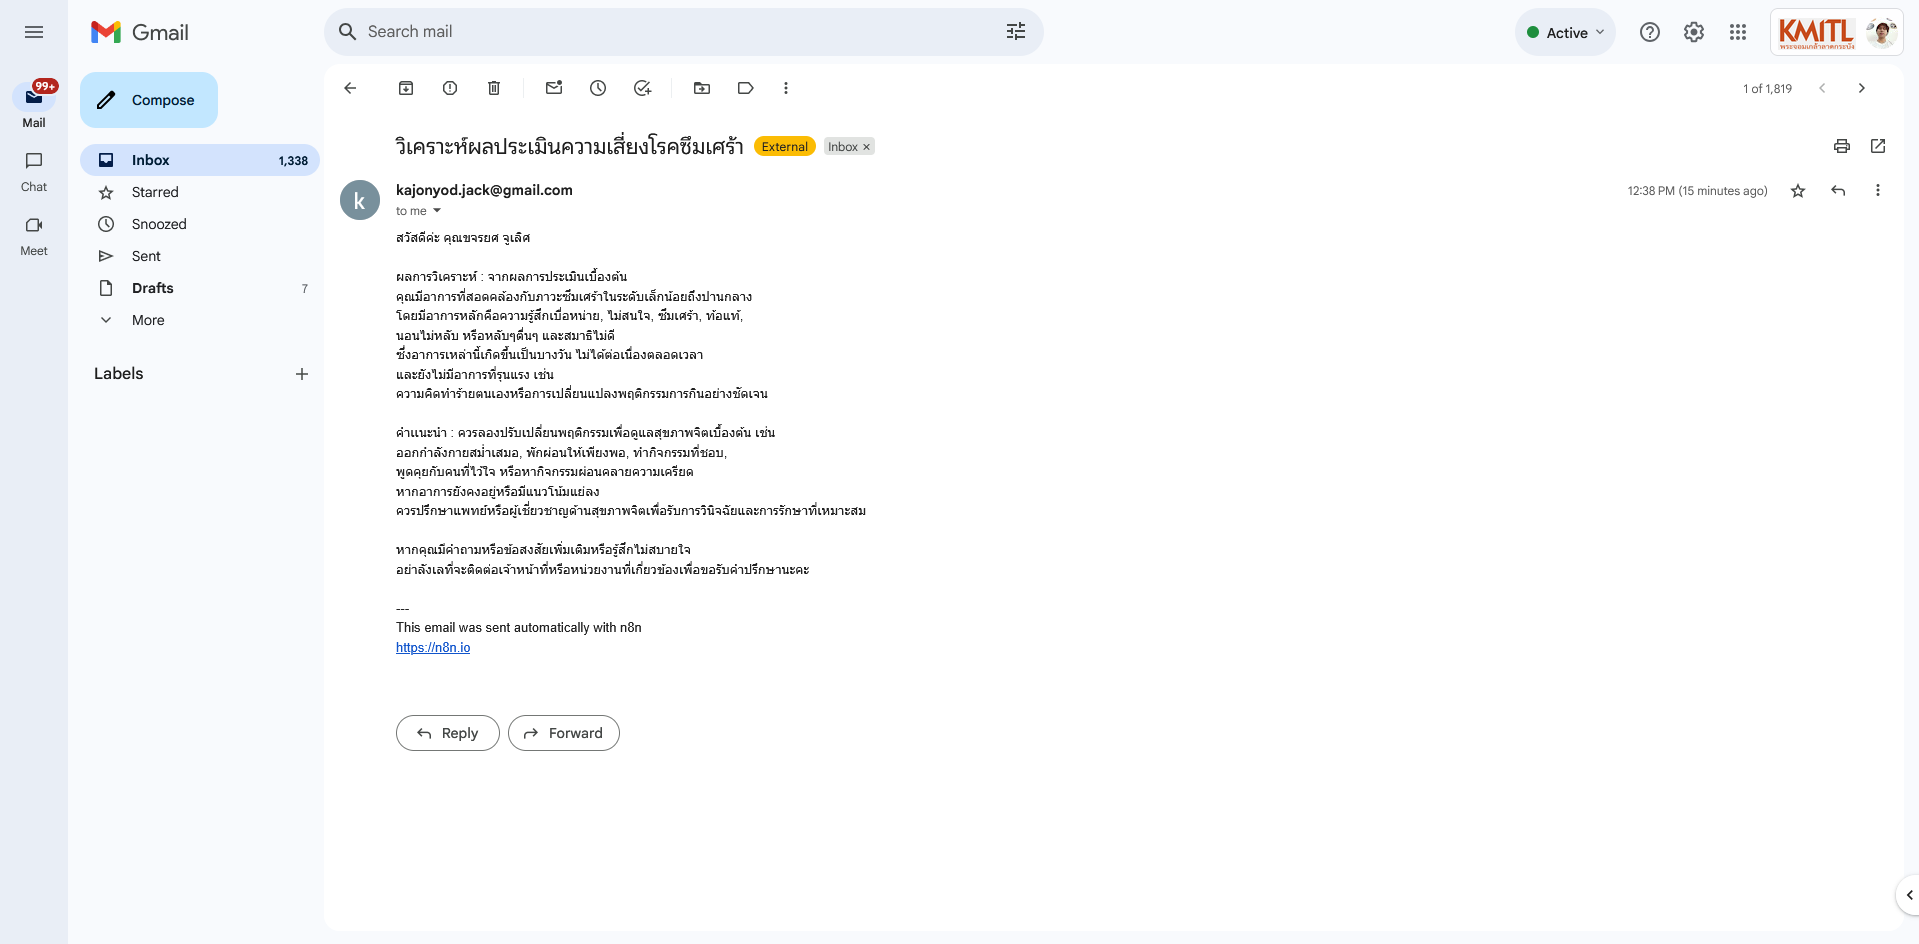 Gmail
Search mail
Active
KMITL
พระจอมเกล้าลาดกระบัง
99+
Mail
Chat
Meet
Compose
Inbox 1,338
Starred
Snoozed
Sent
Drafts 7
More
Labels
1 of 1,819
วิเคราะห์ผลประเมินความเสี่ยงโรคซึมเศร้า External Inbox ×
k
kajonyod.jack@gmail.com 12:38 PM (15 minutes ago)
to me
สวัสดีค่ะ คุณขจรยศ จูเลิศ
ผลการวิเคราะห์ : จากผลการประเมินเบื้องต้น
คุณมีอาการที่สอดคล้องกับภาวะซึมเศร้าในระดับเล็กน้อยถึงปานกลาง
โดยมีอาการหลักคือความรู้สึกเบื่อหน่าย, ไม่สนใจ, ซึมเศร้า, ท้อแท้,
นอนไม่หลับ หรือหลับๆตื่นๆ และสมาธิไม่ดี
ซึ่งอาการเหล่านี้เกิดขึ้นเป็นบางวัน ไม่ได้ต่อเนื่องตลอดเวลา
และยังไม่มีอาการที่รุนแรง เช่น
ความคิดทำร้ายตนเองหรือการเปลี่ยนแปลงพฤติกรรมการกินอย่างชัดเจน
คำแนะนำ : ควรลองปรับเปลี่ยนพฤติกรรมเพื่อดูแลสุขภาพจิตเบื้องต้น เช่น
ออกกำลังกายสม่ำเสมอ, พักผ่อนให้เพียงพอ, ทำกิจกรรมที่ชอบ,
พูดคุยกับคนที่ไว้ใจ หรือหากิจกรรมผ่อนคลายความเครียด
หากอาการยังคงอยู่หรือมีแนวโน้มแย่ลง
ควรปรึกษาแพทย์หรือผู้เชี่ยวชาญด้านสุขภาพจิตเพื่อรับการวินิจฉัยและการรักษาที่เหมาะสม
หากคุณมีคำถามหรือข้อสงสัยเพิ่มเติมหรือรู้สึกไม่สบายใจ
อย่าลังเลที่จะติดต่อเจ้าหน้าที่หรือหน่วยงานที่เกี่ยวข้องเพื่อขอรับคำปรึกษานะคะ
---
This email was sent automatically with n8n
https://n8n.io
Reply
Forward